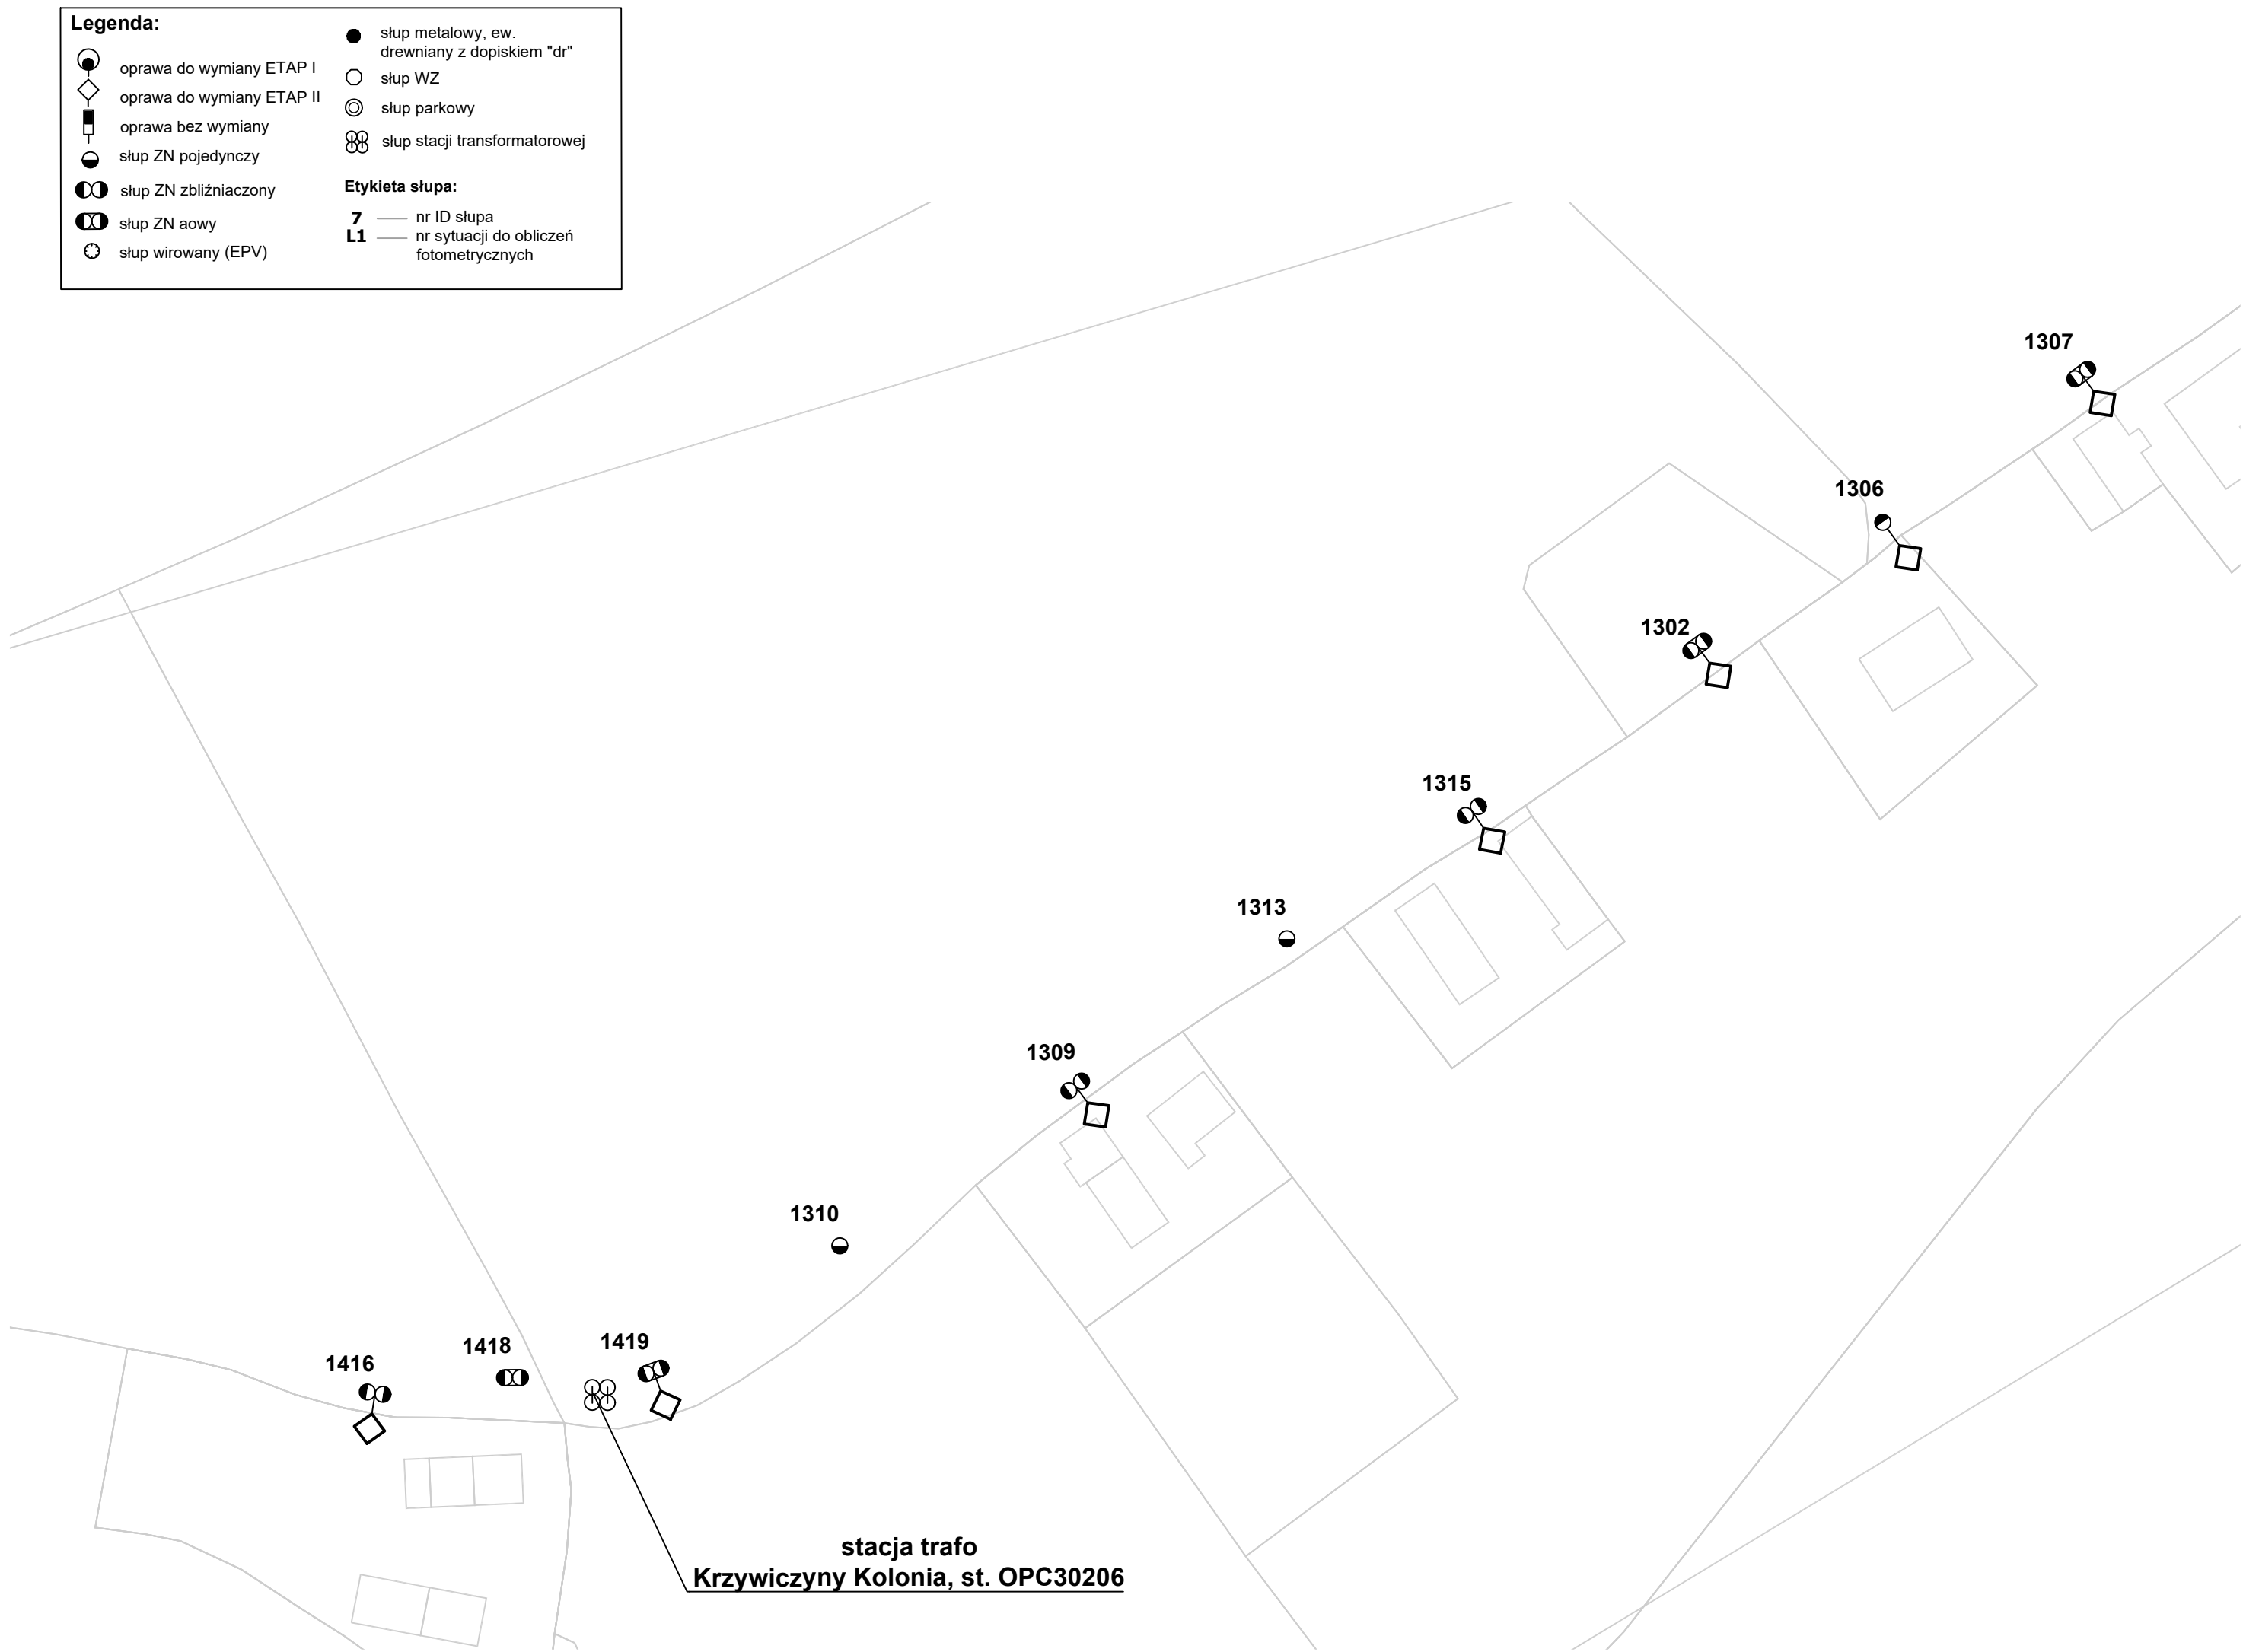 Legenda:
oprawa do wymiany ETAP I
oprawa do wymiany ETAP II
oprawa bez wymiany
słup ZN pojedynczy
słup ZN zbliźniaczony
słup ZN aowy
słup wirowany (EPV)
słup metalowy, ew.
drewniany z dopiskiem "dr"
słup WZ
słup parkowy
słup stacji transformatorowej
Etykieta słupa:
7 nr ID słupa
L1 nr sytuacji do obliczeń
fotometrycznych
1307
1306
1302
1315
1313
1309
1310
1419
1418
1416
stacja trafo
Krzywiczyny Kolonia, st. OPC30206